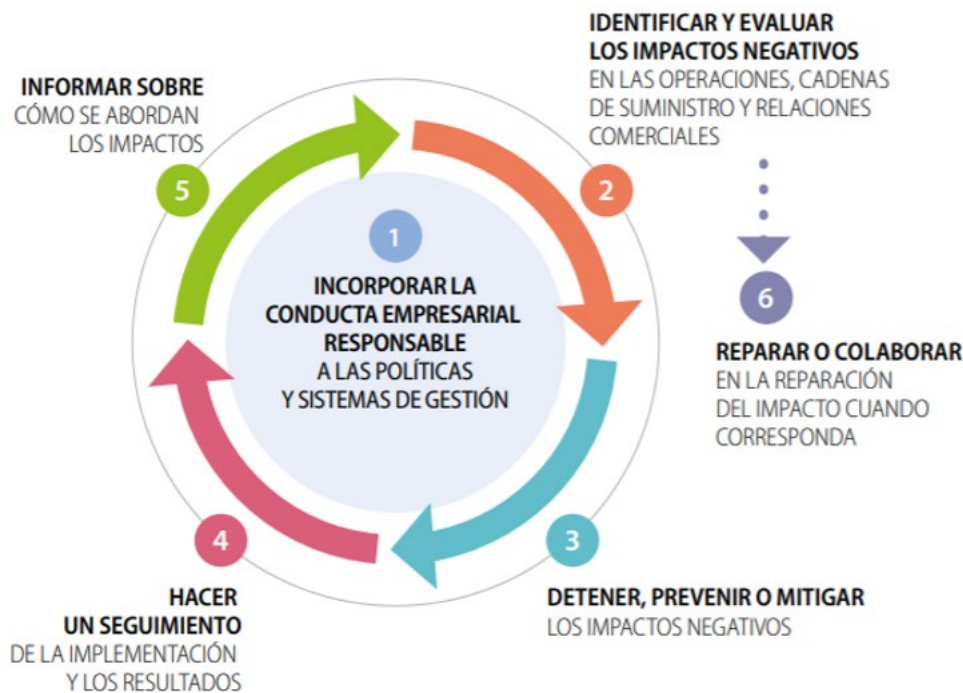 1
INCORPORAR LA
CONDUCTA EMPRESARIAL
RESPONSABLE
A LAS POLÍTICAS
Y SISTEMAS DE GESTIÓN
2
IDENTIFICAR Y EVALUAR
LOS IMPACTOS NEGATIVOS
EN LAS OPERACIONES, CADENAS
DE SUMINISTRO Y RELACIONES
COMERCIALES
3
DETENER, PREVENIR O MITIGAR
LOS IMPACTOS NEGATIVOS
4
HACER
UN SEGUIMIENTO
DE LA IMPLEMENTACIÓN
Y LOS RESULTADOS
5
INFORMAR SOBRE
CÓMO SE ABORDAN
LOS IMPACTOS
6
REPARAR O COLABORAR
EN LA REPARACIÓN
DEL IMPACTO CUANDO
CORRESPONDA